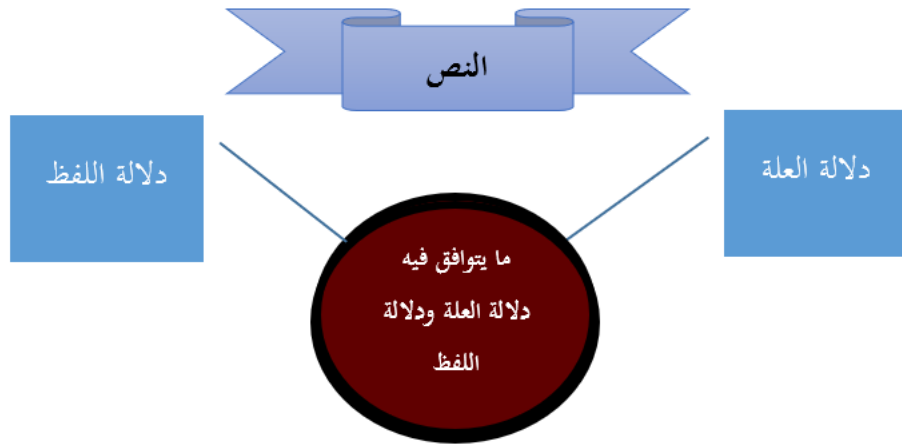 النص
دلالة العلة
دلالة اللفظ
ما يتوافق فيه
دلالة العلة ودلالة
اللفظ